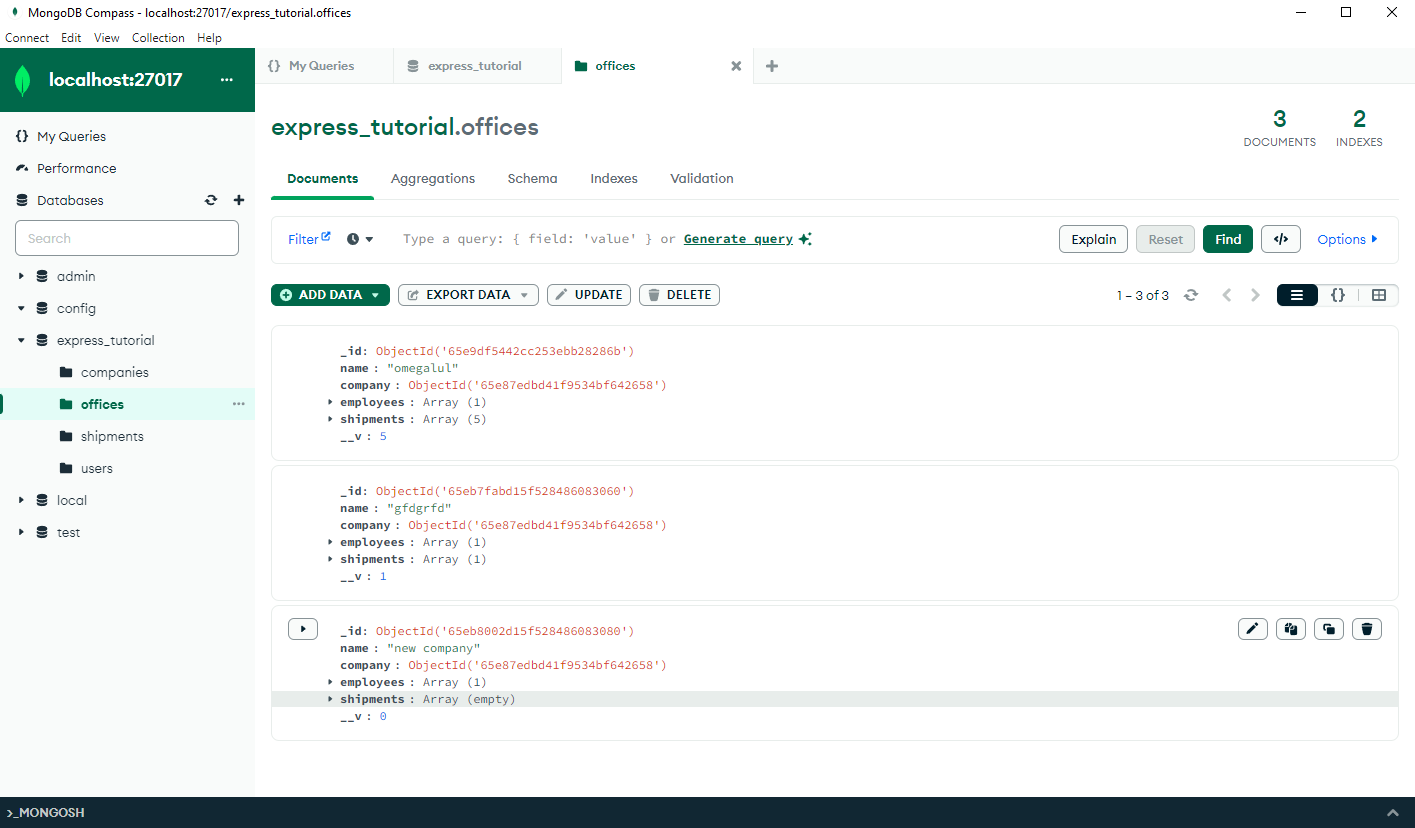 MongoDB Compass - localhost:27017/express_tutorial.offices
Connect Edit View Collection Help
localhost:27017 ...
{} My Queries
Performance
Databases
Search
admin
config
express_tutorial
companies
offices
shipments
users
local
test
{} My Queries express_tutorial offices
express_tutorial.offices
3 DOCUMENTS
2 INDEXES
Documents Aggregations Schema Indexes Validation
Filter Type a query: { field: 'value' } or Generate query Explain Reset Find </> Options
ADD DATA EXPORT DATA UPDATE DELETE 1 – 3 of 3 {}
_id: ObjectId('65e9df5442cc253ebb28286b')
name : "omegalul"
company : ObjectId('65e87edbd41f9534bf642658')
employees : Array (1)
shipments : Array (5)
__v : 5
_id: ObjectId('65eb7fabd15f528486083060')
name : "gfdgrfd"
company : ObjectId('65e87edbd41f9534bf642658')
employees : Array (1)
shipments : Array (1)
__v : 1
_id: ObjectId('65eb8002d15f528486083080')
name : "new company"
company : ObjectId('65e87edbd41f9534bf642658')
employees : Array (1)
shipments : Array (empty)
__v : 0
>_MONGOSH